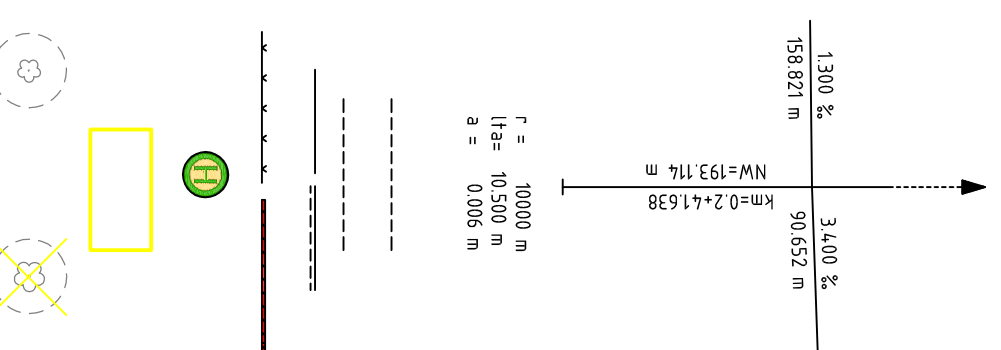 H
r = 10000 m
lta= 10.500 m
a = 0.006 m
NW=193.114 m
km=0.2+41.638
1.300 ‰
158.821 m
3.400 ‰
90.652 m